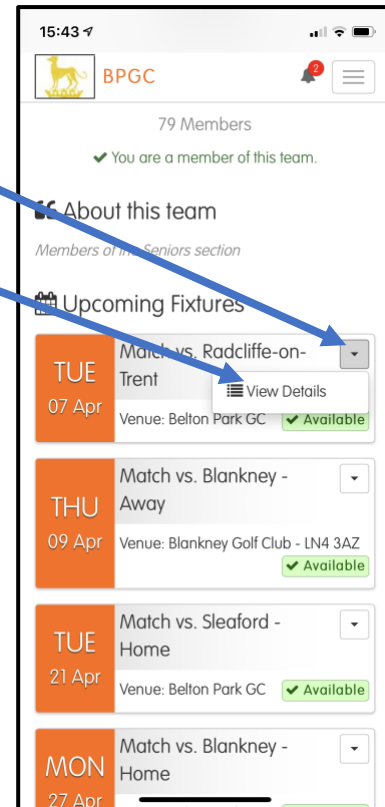 15:43
BPGC
2
79 Members
✔ You are a member of this team.
About this team
Members of the Seniors section
Upcoming Fixtures
TUE
07 Apr
Match vs. Radcliffe-on-
Trent
View Details
Venue: Belton Park GC
✔ Available
THU
09 Apr
Match vs. Blankney -
Away
Venue: Blankney Golf Club - LN4 3AZ
✔ Available
TUE
21 Apr
Match vs. Sleaford -
Home
Venue: Belton Park GC
✔ Available
MON
27 Apr
Match vs. Blankney -
Home